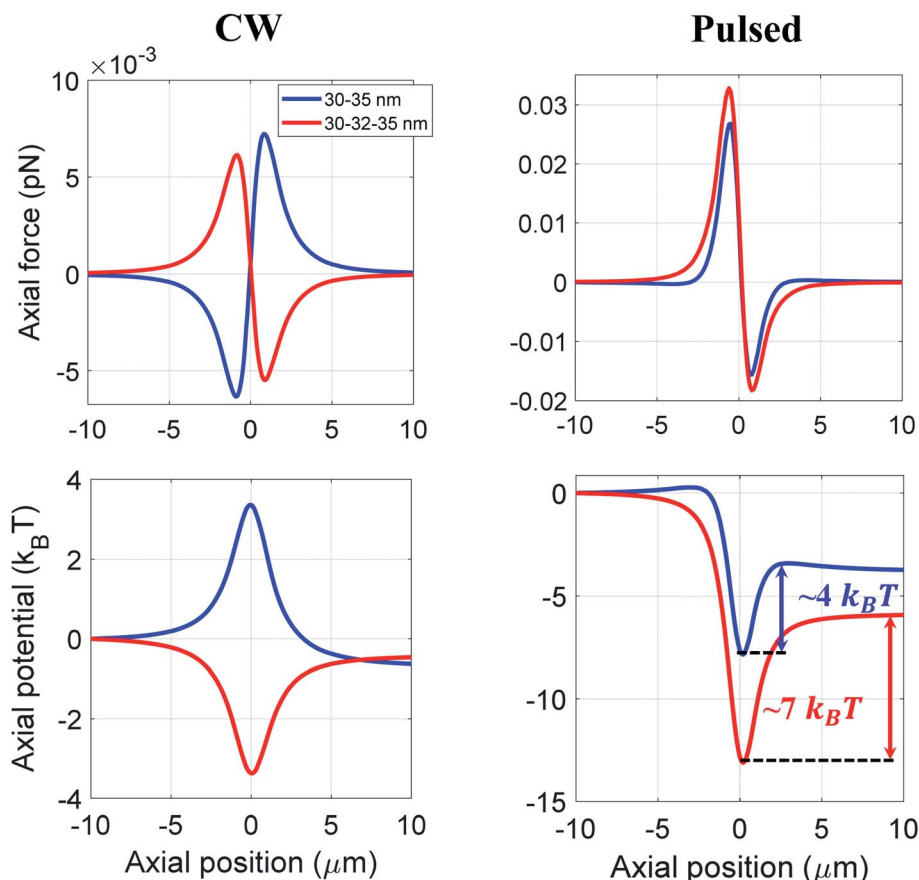 CW
Pulsed
×10⁻³
10
5
0
-5
-10 -5 0 5 10
Axial force (pN)
30-35 nm
30-32-35 nm
0.03
0.02
0.01
0
-0.01
-0.02
-10 -5 0 5 10
4
2
0
-2
-4
-10 -5 0 5 10
Axial potential (k_BT)
Axial position (μm)
0
-5
-10
-15
-10 -5 0 5 10
~4 k_BT
~7 k_BT
Axial position (μm)